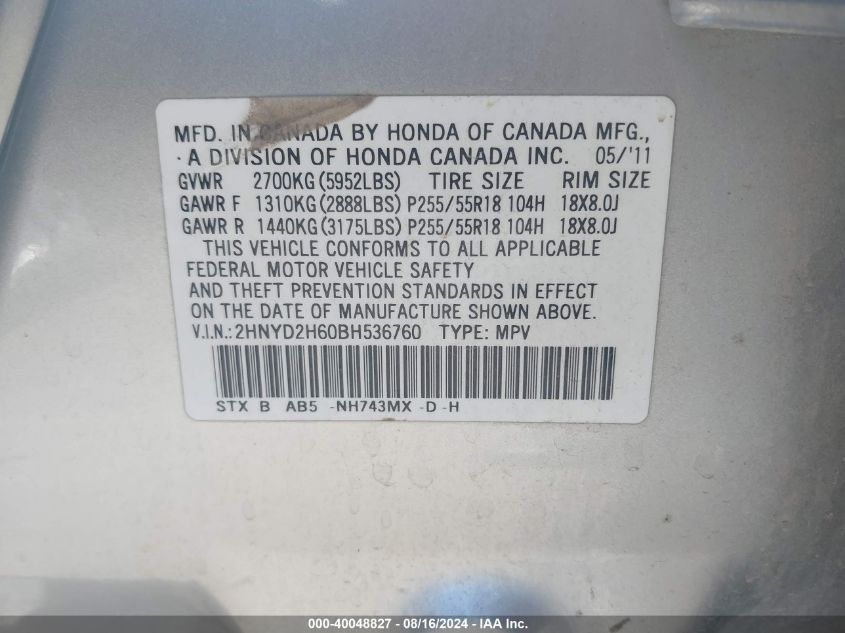 MFD. IN CANADA BY HONDA OF CANADA MFG.,
·A DIVISION OF HONDA CANADA INC. 05/'11
GVWR 2700KG(5952LBS) TIRE SIZE RIM SIZE
GAWR F 1310KG(2888LBS) P255/55R18 104H 18X8.0J
GAWR R 1440KG(3175LBS) P255/55R18 104H 18X8.0J
THIS VEHICLE CONFORMS TO ALL APPLICABLE
FEDERAL MOTOR VEHICLE SAFETY
AND THEFT PREVENTION STANDARDS IN EFFECT
ON THE DATE OF MANUFACTURE SHOWN ABOVE.
V.I.N.:2HNYD2H60BH536760 TYPE: MPV
STX B AB5 -NH743MX -D -H
000-40048827 - 08/16/2024 - Copyright © IAA, Inc.